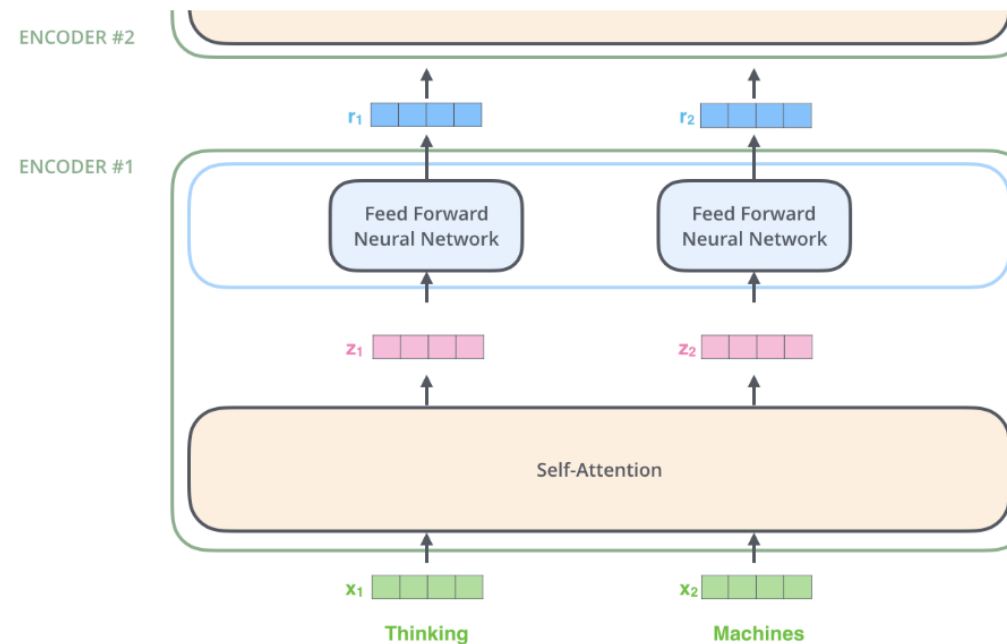 ENCODER #2
r₁
r₂
ENCODER #1
Feed Forward
Neural Network
Feed Forward
Neural Network
z₁
z₂
Self-Attention
x₁
x₂
Thinking
Machines